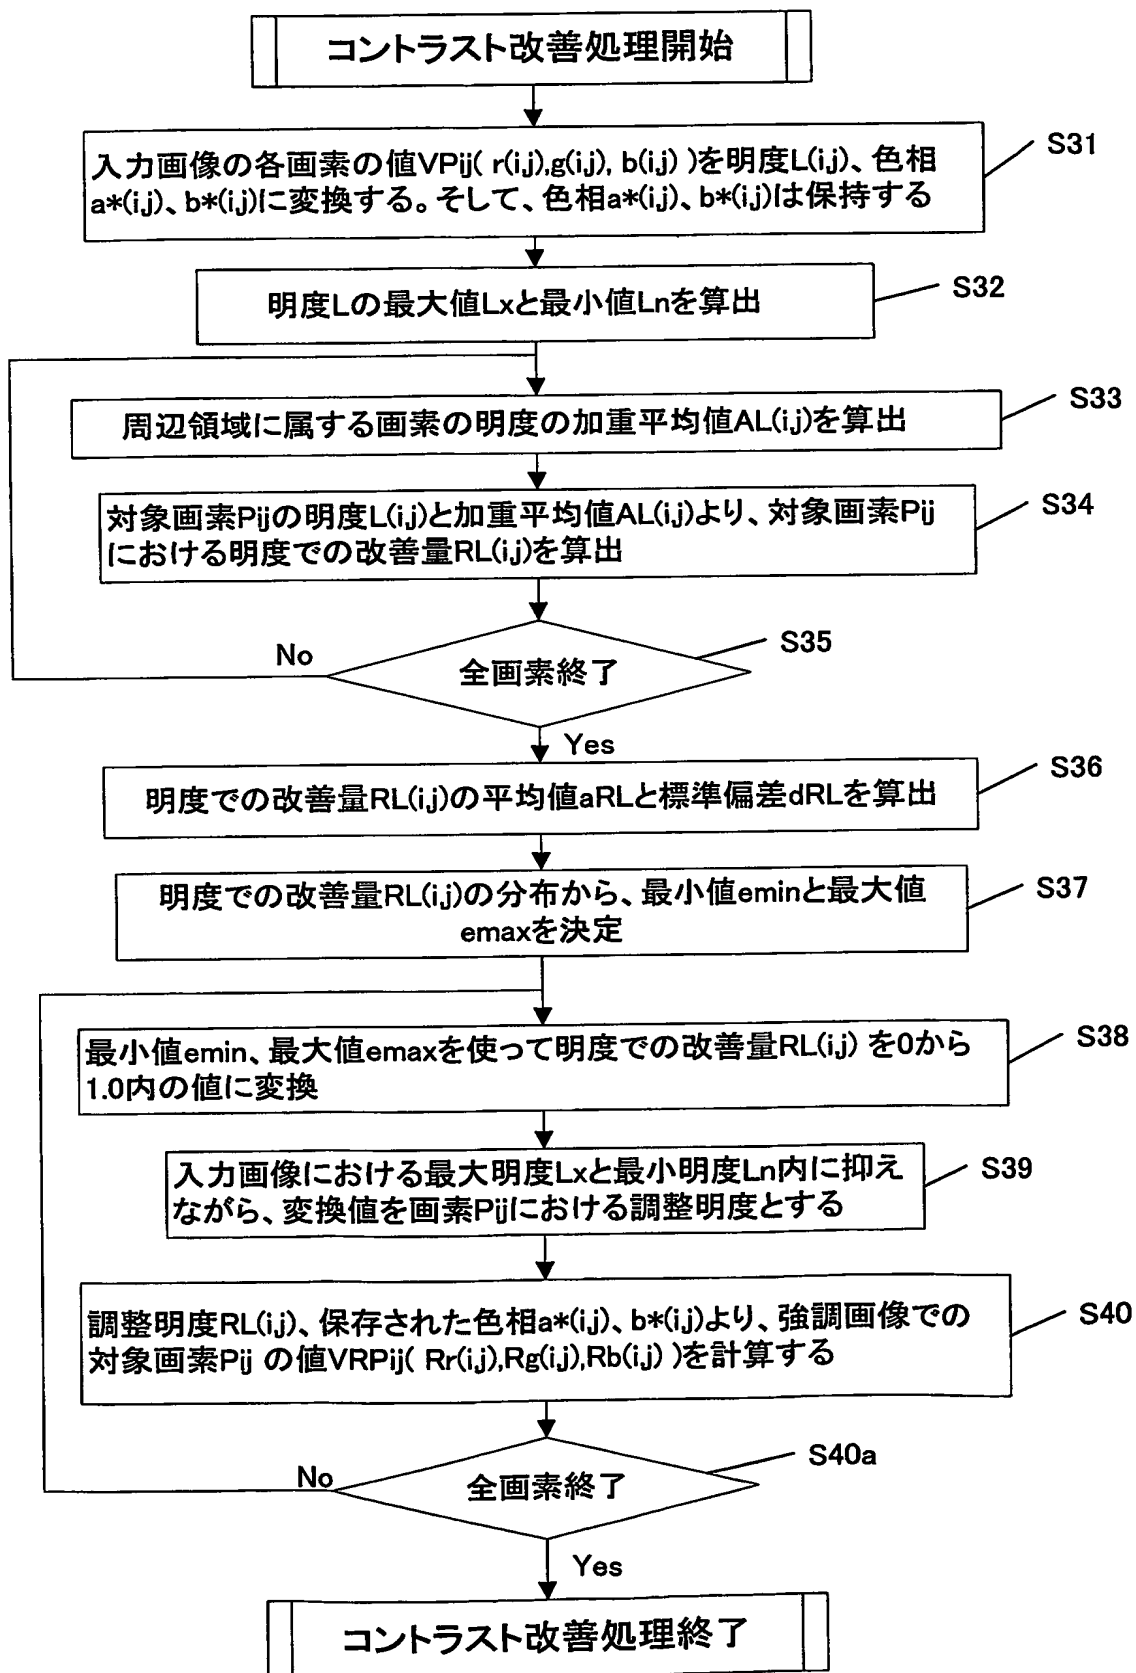 コントラスト改善処理開始
S31
入力画像の各画素の値VPij( r(i,j),g(i,j), b(i,j) )を明度L(i,j)、色相
a*(i,j)、b*(i,j)に変換する。そして、色相a*(i,j)、b*(i,j)は保持する
S32
明度Lの最大値Lxと最小値Lnを算出
S33
周辺領域に属する画素の明度の加重平均値AL(i,j)を算出
S34
対象画素Pijの明度L(i,j)と加重平均値AL(i,j)より、対象画素Pij
における明度での改善量RL(i,j)を算出
S35
No
全画素終了
Yes
S36
明度での改善量RL(i,j)の平均値aRLと標準偏差dRLを算出
S37
明度での改善量RL(i,j)の分布から、最小値eminと最大値
emaxを決定
S38
最小値emin、最大値emaxを使って明度での改善量RL(i,j) を0から
1.0内の値に変換
S39
入力画像における最大明度Lxと最小明度Ln内に抑え
ながら、変換値を画素Pijにおける調整明度とする
S40
調整明度RL(i,j)、保存された色相a*(i,j)、b*(i,j)より、強調画像での
対象画素Pij の値VRPij( Rr(i,j),Rg(i,j),Rb(i,j) )を計算する
S40a
No
全画素終了
Yes
コントラスト改善処理終了